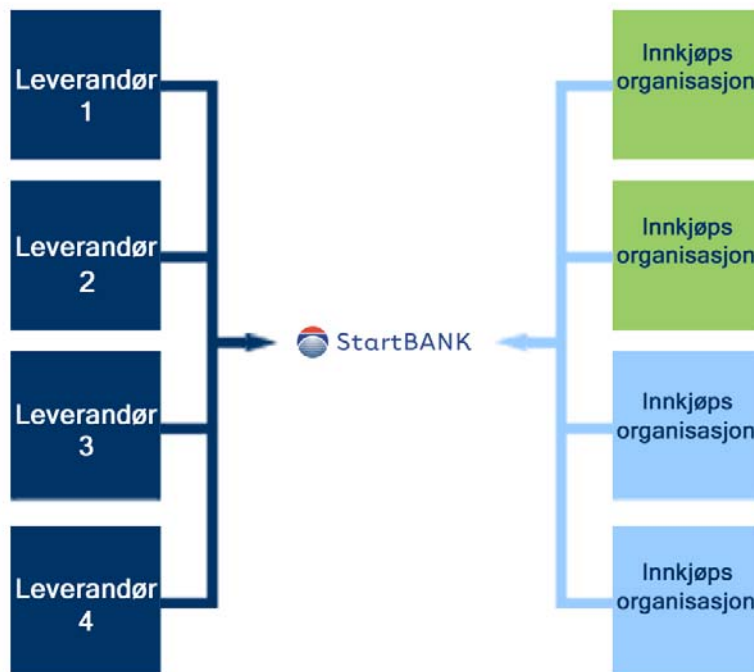 Leverandør
1
Leverandør
2
Leverandør
3
Leverandør
4
StartBANK
Innkjøps
organisasjon
Innkjøps
organisasjon
Innkjøps
organisasjon
Innkjøps
organisasjon